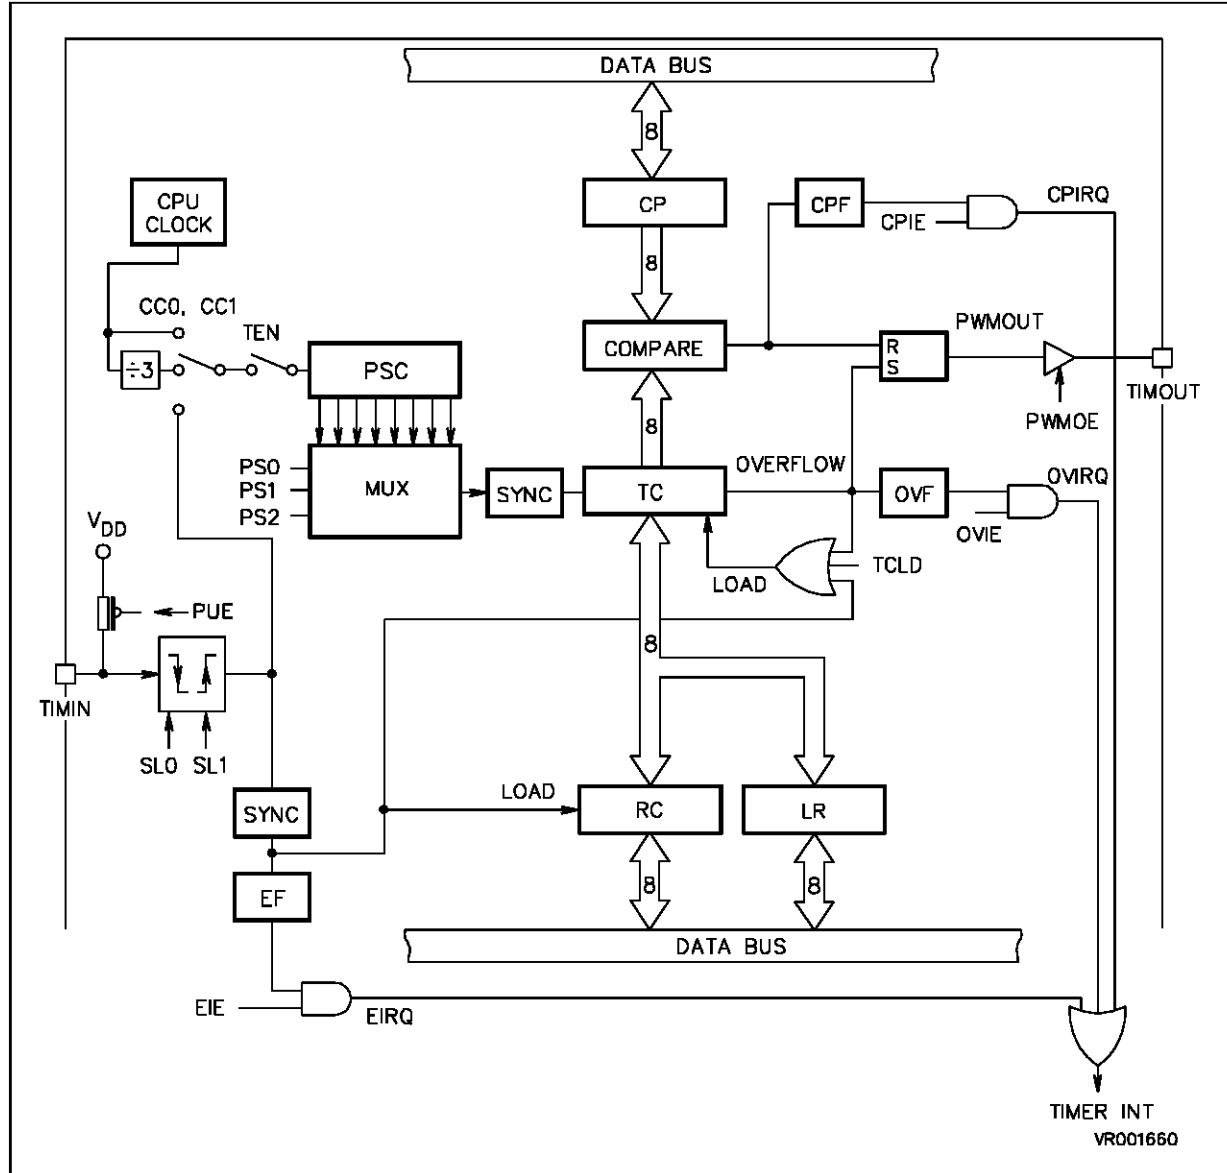 DATA BUS
8
CPU
CLOCK
CP
CPF
CPIE
CPIRQ
8
CC0, CC1
TEN
÷3
PSC
COMPARE
R
S
PWMOUT
TIMOUT
PWMOE
8
PS0
PS1
PS2
MUX
SYNC
TC
OVERFLOW
OVF
OVIRQ
OVIE
VDD
PUE
LOAD
TCLD
8
TIMIN
SL0 SL1
SYNC
LOAD
RC
LR
EF
8
8
DATA BUS
EIE
EIRQ
TIMER INT
VR001660